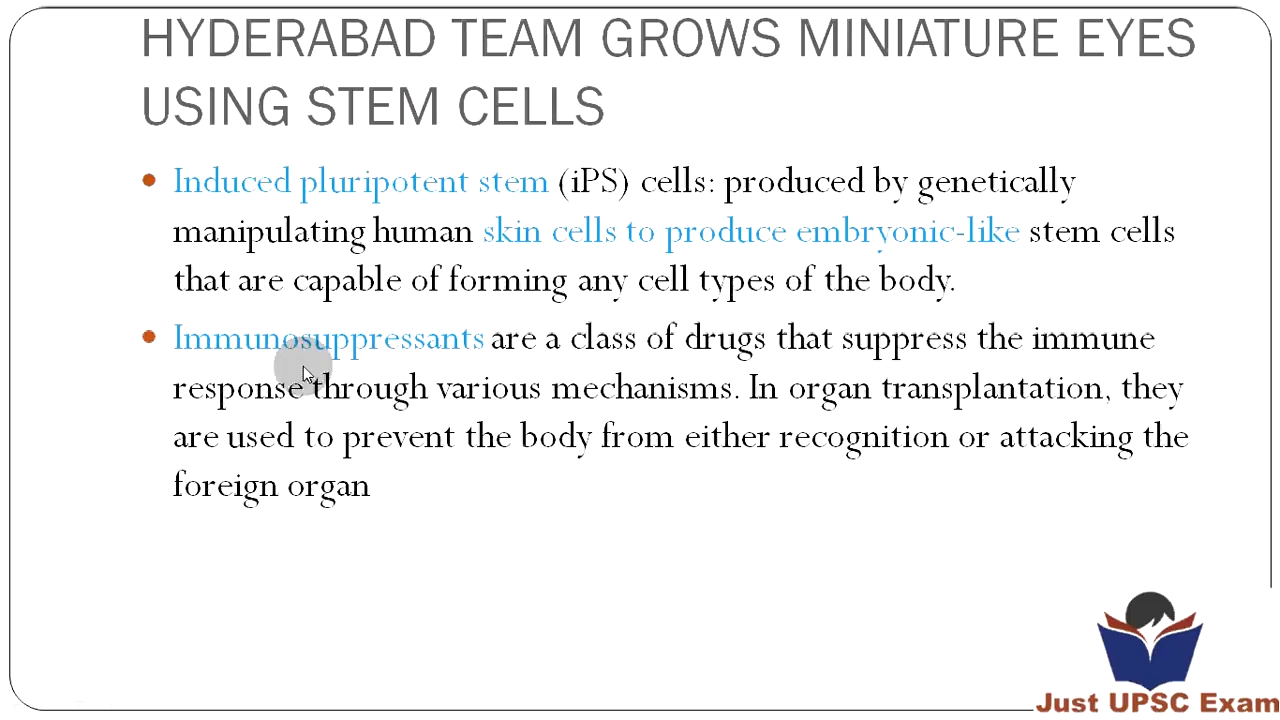 HYDERABAD TEAM GROWS MINIATURE EYES
USING STEM CELLS
• Induced pluripotent stem (iPS) cells: produced by genetically
manipulating human skin cells to produce embryonic-like stem cells
that are capable of forming any cell types of the body.
• Immunosuppressants are a class of drugs that suppress the immune
response through various mechanisms. In organ transplantation, they
are used to prevent the body from either recognition or attacking the
foreign organ
Just UPSC Exam